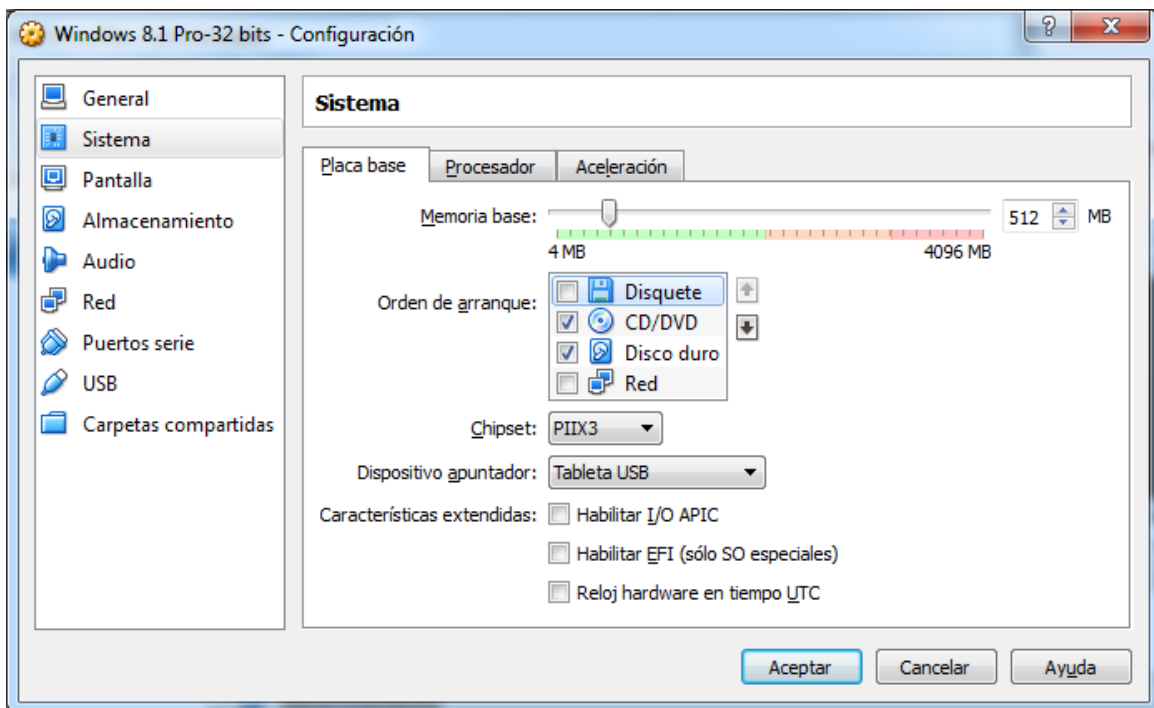 Windows 8.1 Pro-32 bits - Configuración
General
Sistema
Pantalla
Almacenamiento
Audio
Red
Puertos serie
USB
Carpetas compartidas
Sistema
Placa base Procesador Aceleración
Memoria base: 512 MB
4 MB 4096 MB
Orden de arranque:
Disquete
CD/DVD
Disco duro
Red
Chipset: PIIX3
Dispositivo apuntador: Tableta USB
Características extendidas: Habilitar I/O APIC
Habilitar EFI (sólo SO especiales)
Reloj hardware en tiempo UTC
Aceptar Cancelar Ayuda